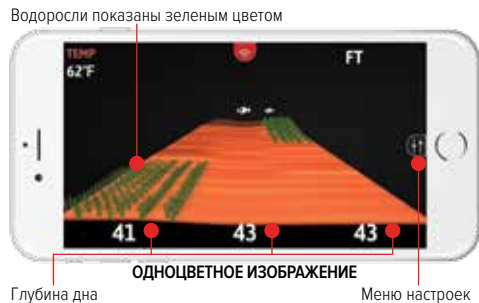 Водоросли показаны зеленым цветом
TEMP
62°F
FT
41 43 43
ОДНОЦВЕТНОЕ ИЗОБРАЖЕНИЕ
Глубина дна
Меню настроек